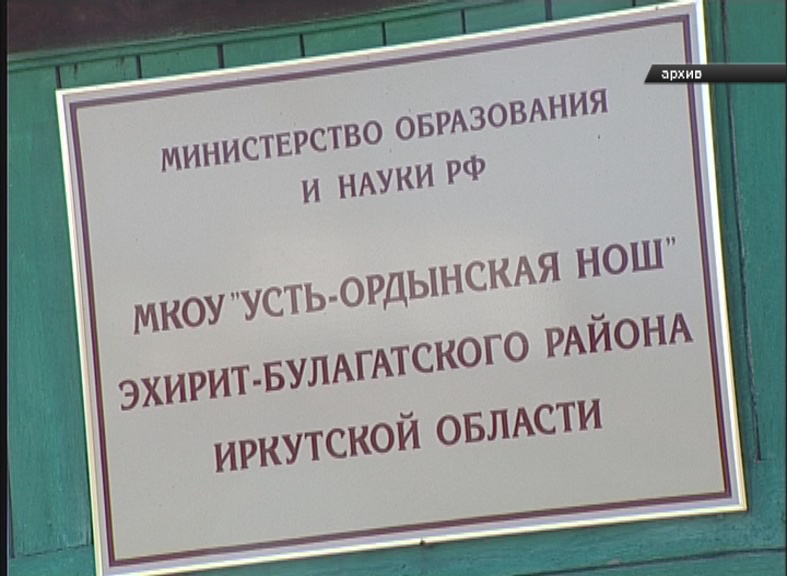 архив
МИНИСТЕРСТВО ОБРАЗОВАНИЯ
И НАУКИ РФ
МКОУ "УСТЬ-ОРДЫНСКАЯ НОШ"
ЭХИРИТ-БУЛАГАТСКОГО РАЙОНА
ИРКУТСКОЙ ОБЛАСТИ